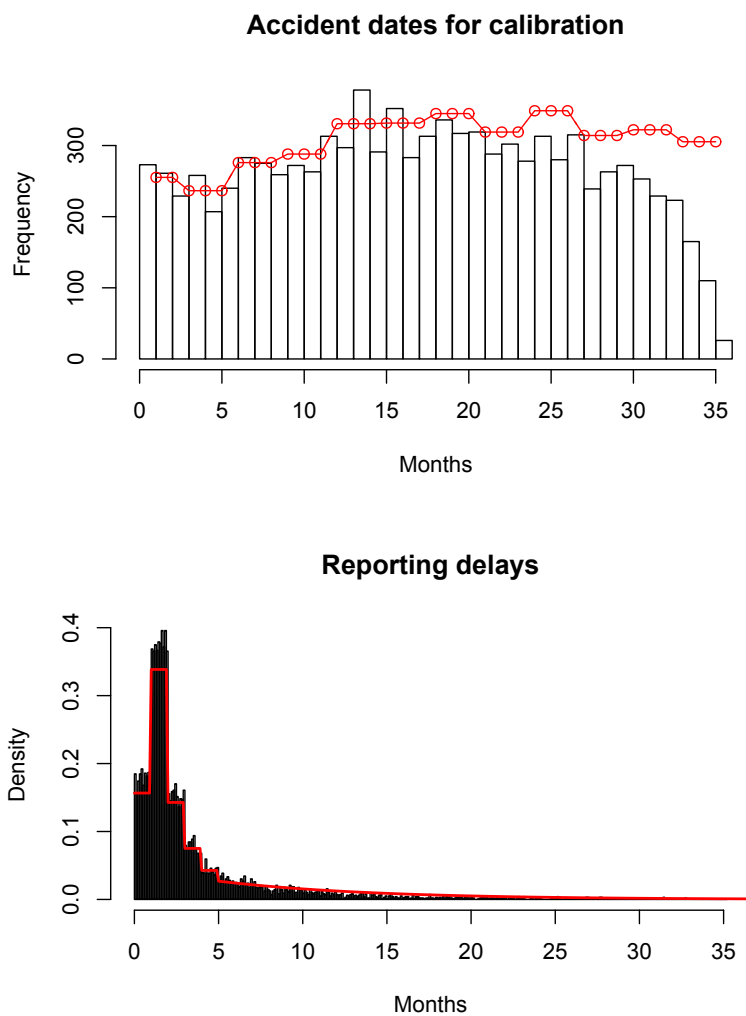 Accident dates for calibration
Frequency
300
200
100
0
0 5 10 15 20 25 30 35
Months
Reporting delays
Density
0.4
0.3
0.2
0.1
0.0
0 5 10 15 20 25 30 35
Months